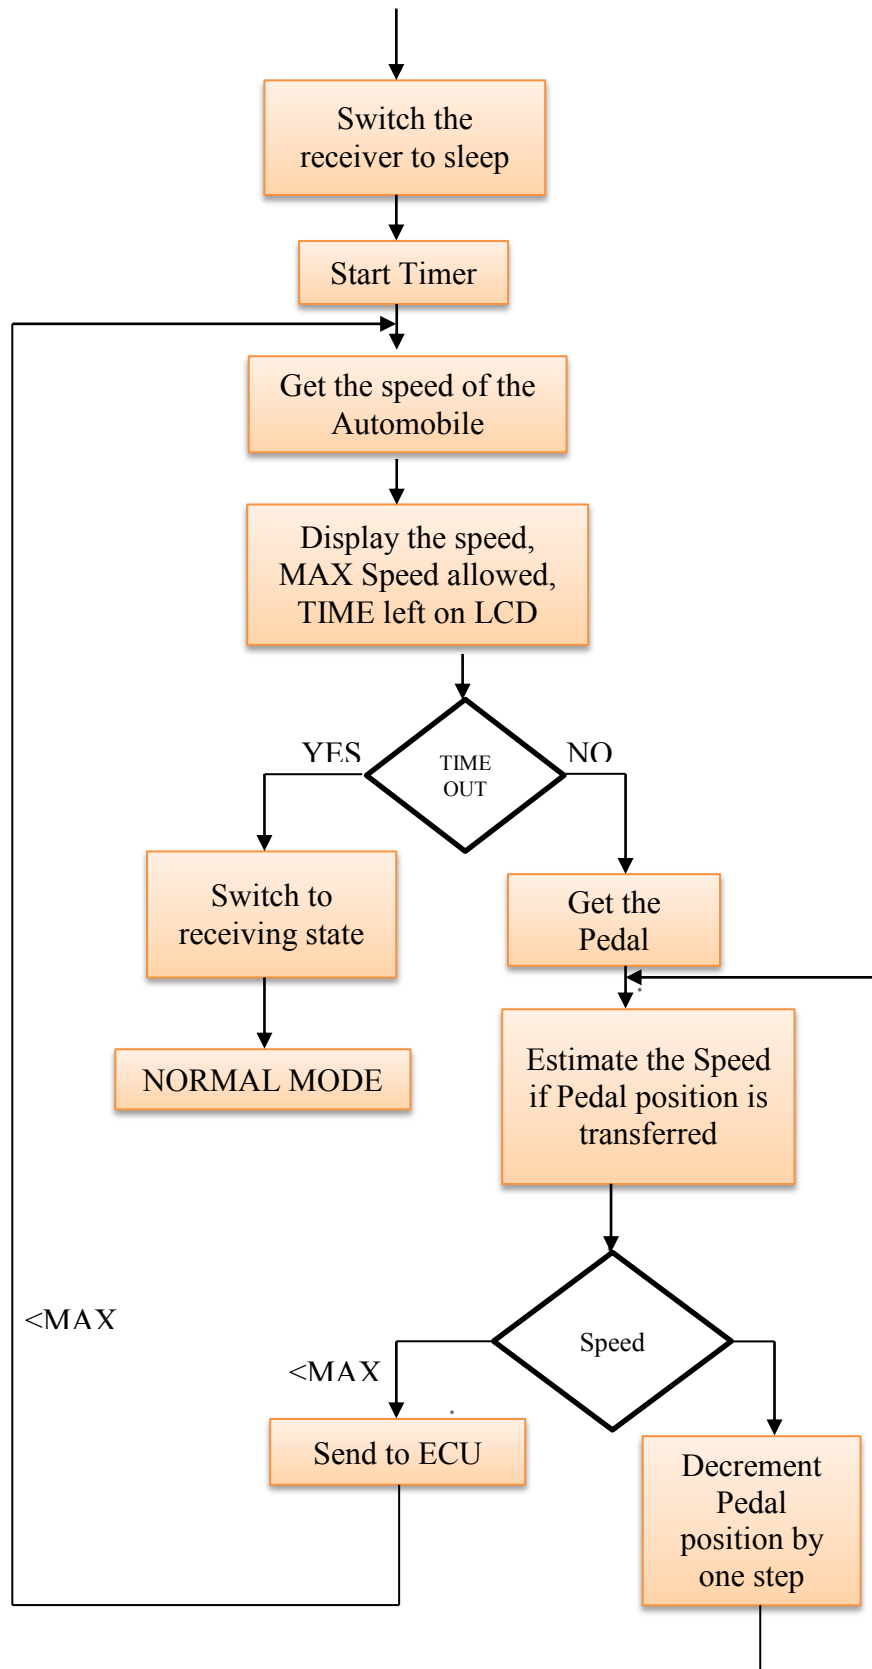 Switch the
receiver to sleep
Start Timer
Get the speed of the
Automobile
Display the speed,
MAX Speed allowed,
TIME left on LCD
YES
TIME
OUT
NO
Switch to
receiving state
Get the
Pedal
NORMAL MODE
Estimate the Speed
if Pedal position is
transferred
<MAX
Speed
<MAX
Send to ECU
Decrement
Pedal
position by
one step